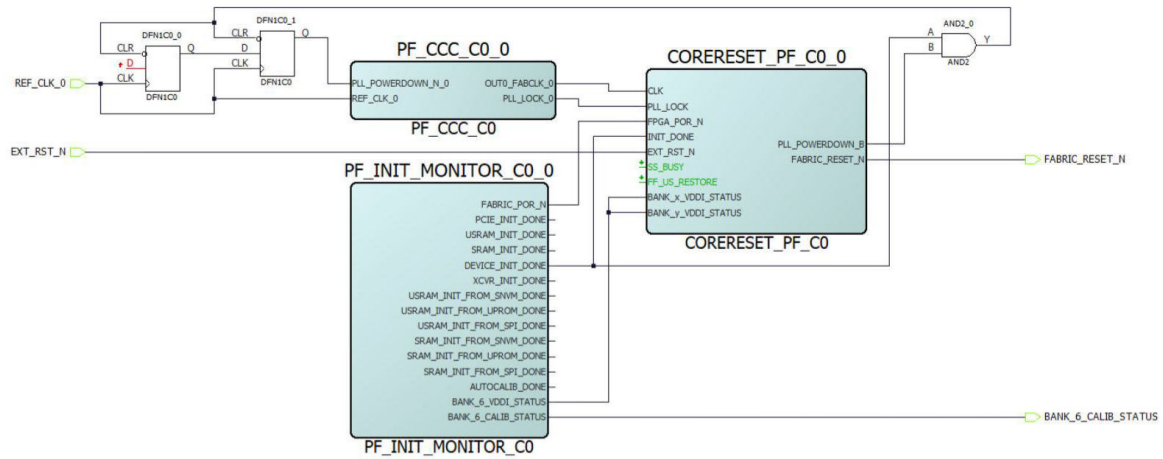 DFN1C0_0
CLR
D
CLK
Q
DFN1C0
DFN1C0_1
CLR
D
CLK
Q
DFN1C0
REF_CLK_0
EXT_RST_N
PF_CCC_C0_0
PLL_POWERDOWN_N_0
REF_CLK_0
OUT0_FABCLK_0
PLL_LOCK_0
PF_CCC_C0
PF_INIT_MONITOR_C0_0
FABRIC_POR_N
PCIE_INIT_DONE
USRAM_INIT_DONE
SRAM_INIT_DONE
DEVICE_INIT_DONE
XCVR_INIT_DONE
USRAM_INIT_FROM_SNVM_DONE
USRAM_INIT_FROM_UPROM_DONE
USRAM_INIT_FROM_SPI_DONE
SRAM_INIT_FROM_SNVM_DONE
SRAM_INIT_FROM_UPROM_DONE
SRAM_INIT_FROM_SPI_DONE
AUTOCALIB_DONE
BANK_6_VDDI_STATUS
BANK_6_CALIB_STATUS
PF_INIT_MONITOR_C0
CORERESET_PF_C0_0
CLK
PLL_LOCK
FPGA_POR_N
INIT_DONE
EXT_RST_N
SS_BUSY
FF_US_RESTORE
BANK_x_VDDI_STATUS
BANK_y_VDDI_STATUS
PLL_POWERDOWN_B
FABRIC_RESET_N
CORERESET_PF_C0
AND2_0
A
B
Y
AND2
FABRIC_RESET_N
BANK_6_CALIB_STATUS